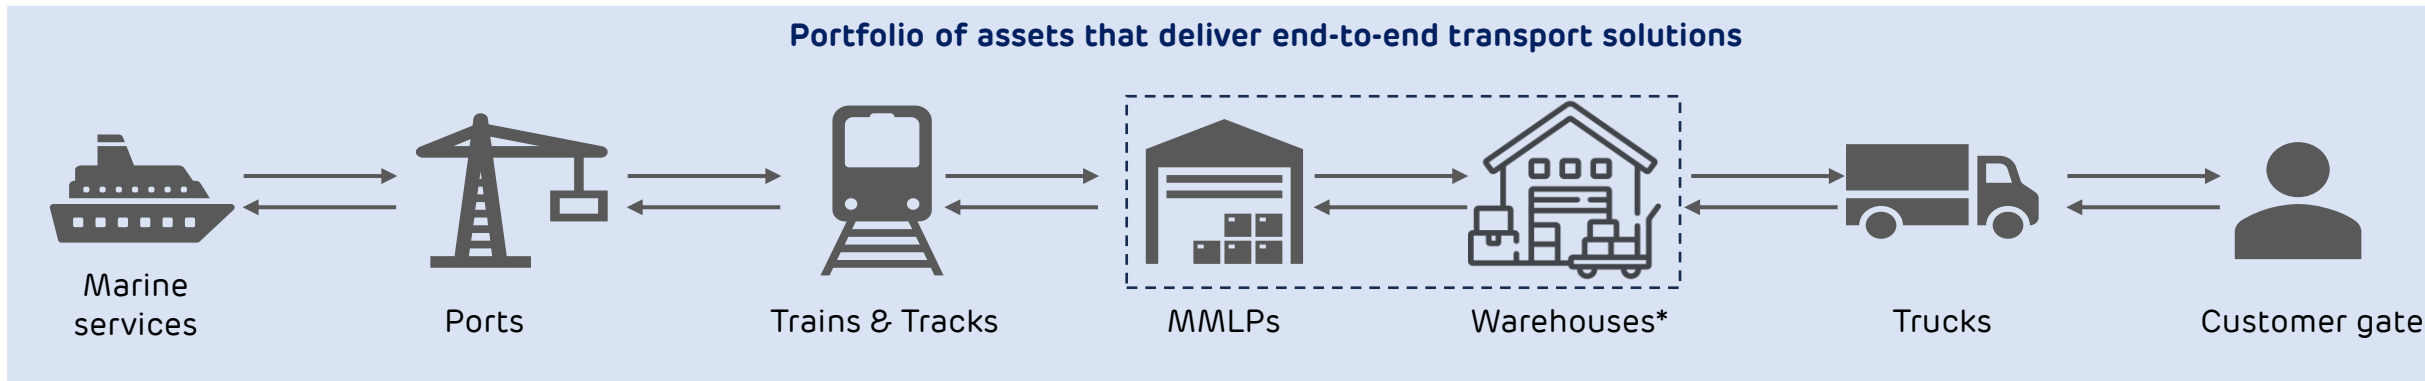 Portfolio of assets that deliver end-to-end transport solutions
Marine
services
Ports
Trains & Tracks
MMLPs
Warehouses*
Trucks
Customer gate